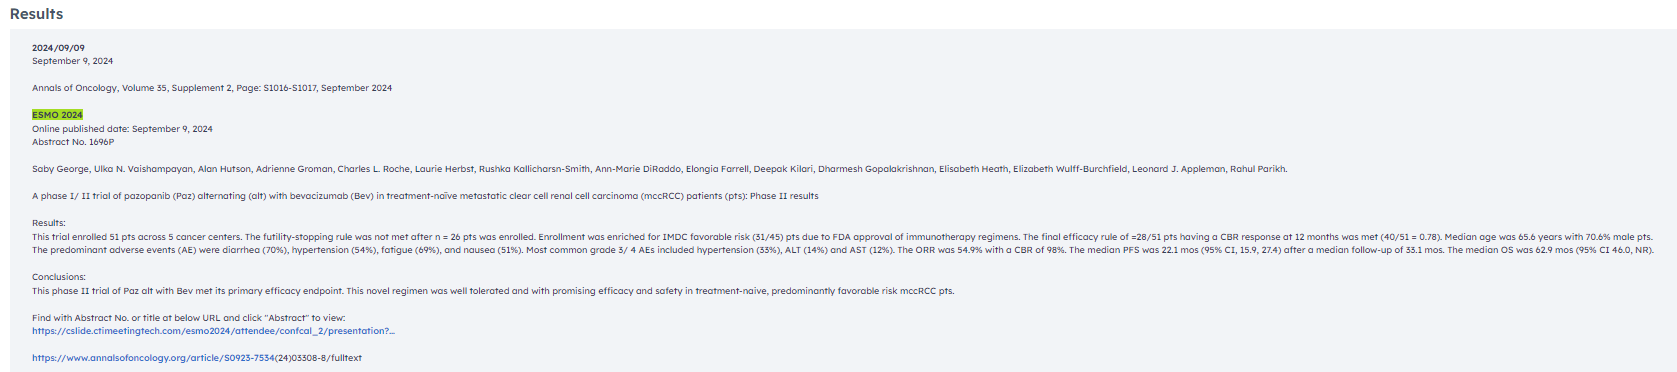 Results
2024/09/09
September 9, 2024
Annals of Oncology, Volume 35, Supplement 2, Page: S1016-S1017, September 2024
ESMO 2024
Online published date: September 9, 2024
Abstract No. 1696P
Saby George, Ulka N. Vaishampayan, Alan Hutson, Adrienne Groman, Charles L. Roche, Laurie Herbst, Rushka Kallicharsn-Smith, Ann-Marie DiRaddo, Elongia Farrell, Deepak Kilari, Dharmesh Gopalakrishnan, Elisabeth Heath, Elizabeth Wulff-Burchfield, Leonard J. Appleman, Rahul Parikh.
A phase I/ II trial of pazopanib (Paz) alternating (alt) with bevacizumab (Bev) in treatment-naïve metastatic clear cell renal cell carcinoma (mccRCC) patients (pts): Phase II results
Results:
This trial enrolled 51 pts across 5 cancer centers. The futility-stopping rule was not met after n = 26 pts was enrolled. Enrollment was enriched for IMDC favorable risk (31/45) pts due to FDA approval of immunotherapy regimens. The final efficacy rule of =28/51 pts having a CBR response at 12 months was met (40/51 = 0.78). Median age was 65.6 years with 70.6% male pts.
The predominant adverse events (AE) were diarrhea (70%), hypertension (54%), fatigue (69%), and nausea (51%). Most common grade 3/ 4 AEs included hypertension (33%), ALT (14%) and AST (12%). The ORR was 54.9% with a CBR of 98%. The median PFS was 22.1 mos (95% CI, 15.9, 27.4) after a median follow-up of 33.1 mos. The median OS was 62.9 mos (95% CI 46.0, NR).
Conclusions:
This phase II trial of Paz alt with Bev met its primary efficacy endpoint. This novel regimen was well tolerated and with promising efficacy and safety in treatment-naive, predominantly favorable risk mccRCC pts.
Find with Abstract No. or title at below URL and click "Abstract" to view:
https://cslide.ctimeetingtech.com/esmo2024/attendee/confcal_2/presentation?...
https://www.annalsofoncology.org/article/S0923-7534(24)03308-8/fulltext